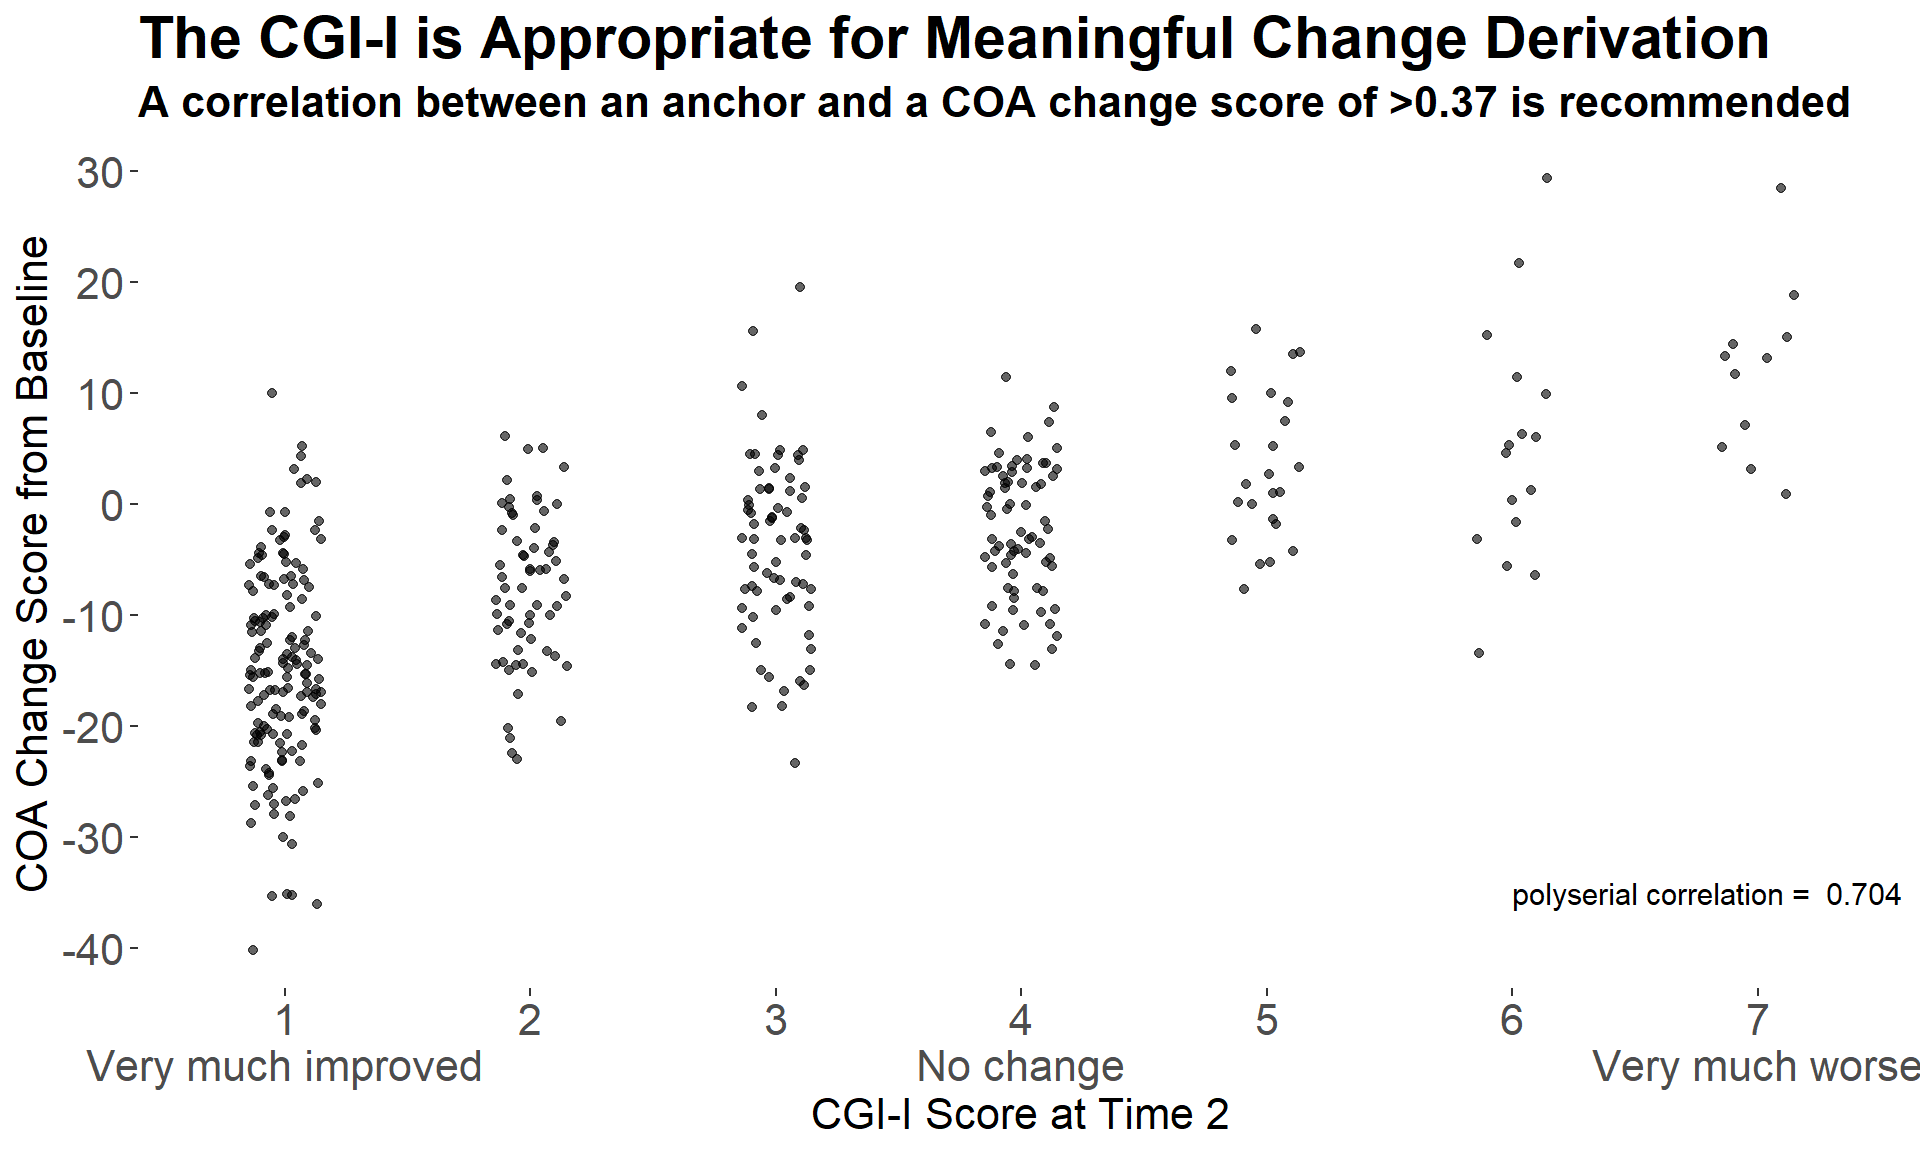 The CGI-I is Appropriate for Meaningful Change Derivation
A correlation between an anchor and a COA change score of >0.37 is recommended
COA Change Score from Baseline
30
20
10
0
-10
-20
-30
-40
polyserial correlation =  0.704
1 2 3 4 5 6 7
Very much improved No change Very much worse
CGI-I Score at Time 2